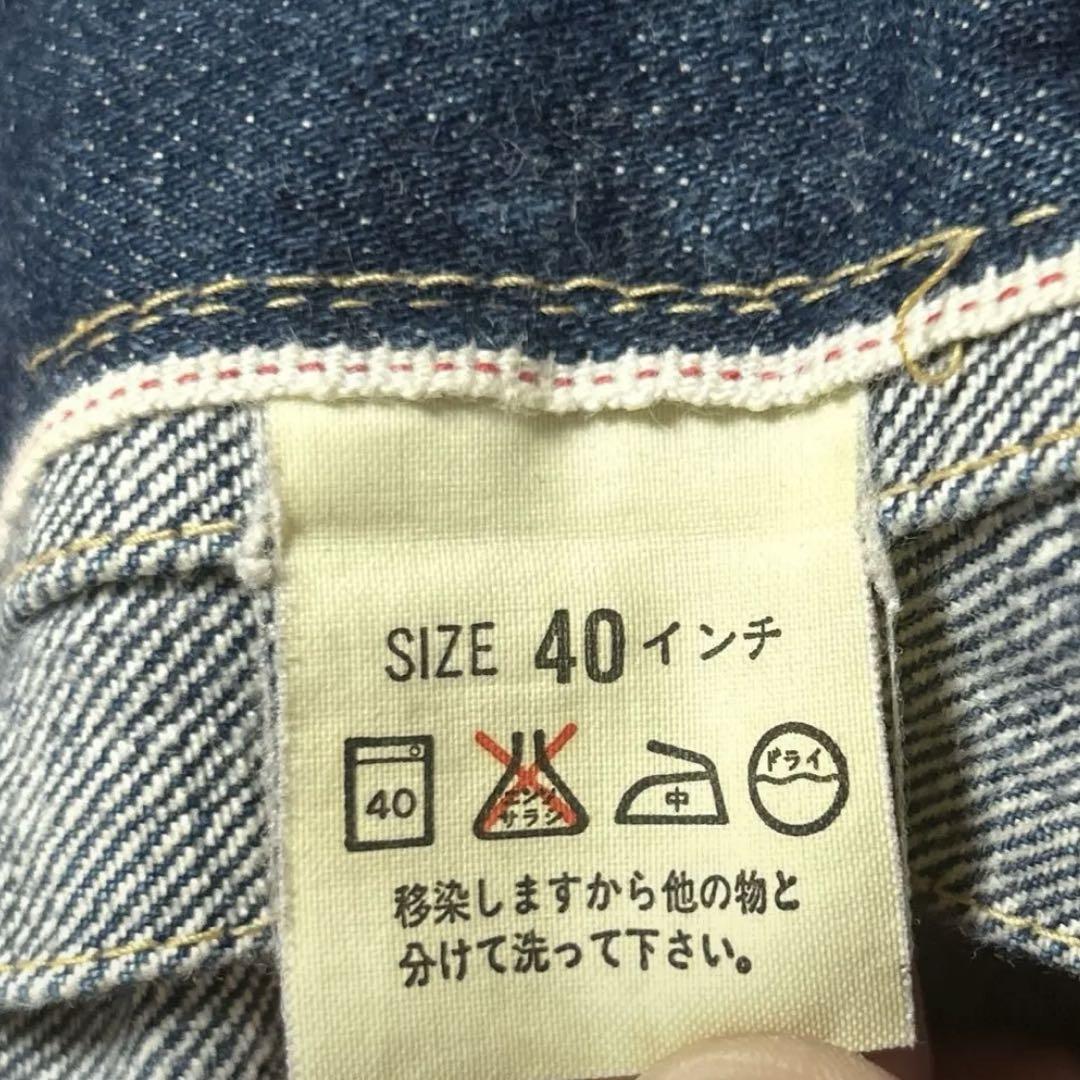 SIZE 40インチ
40 エンソサラシ 中 ドライ
移染しますから他の物と
分けて洗って下さい。